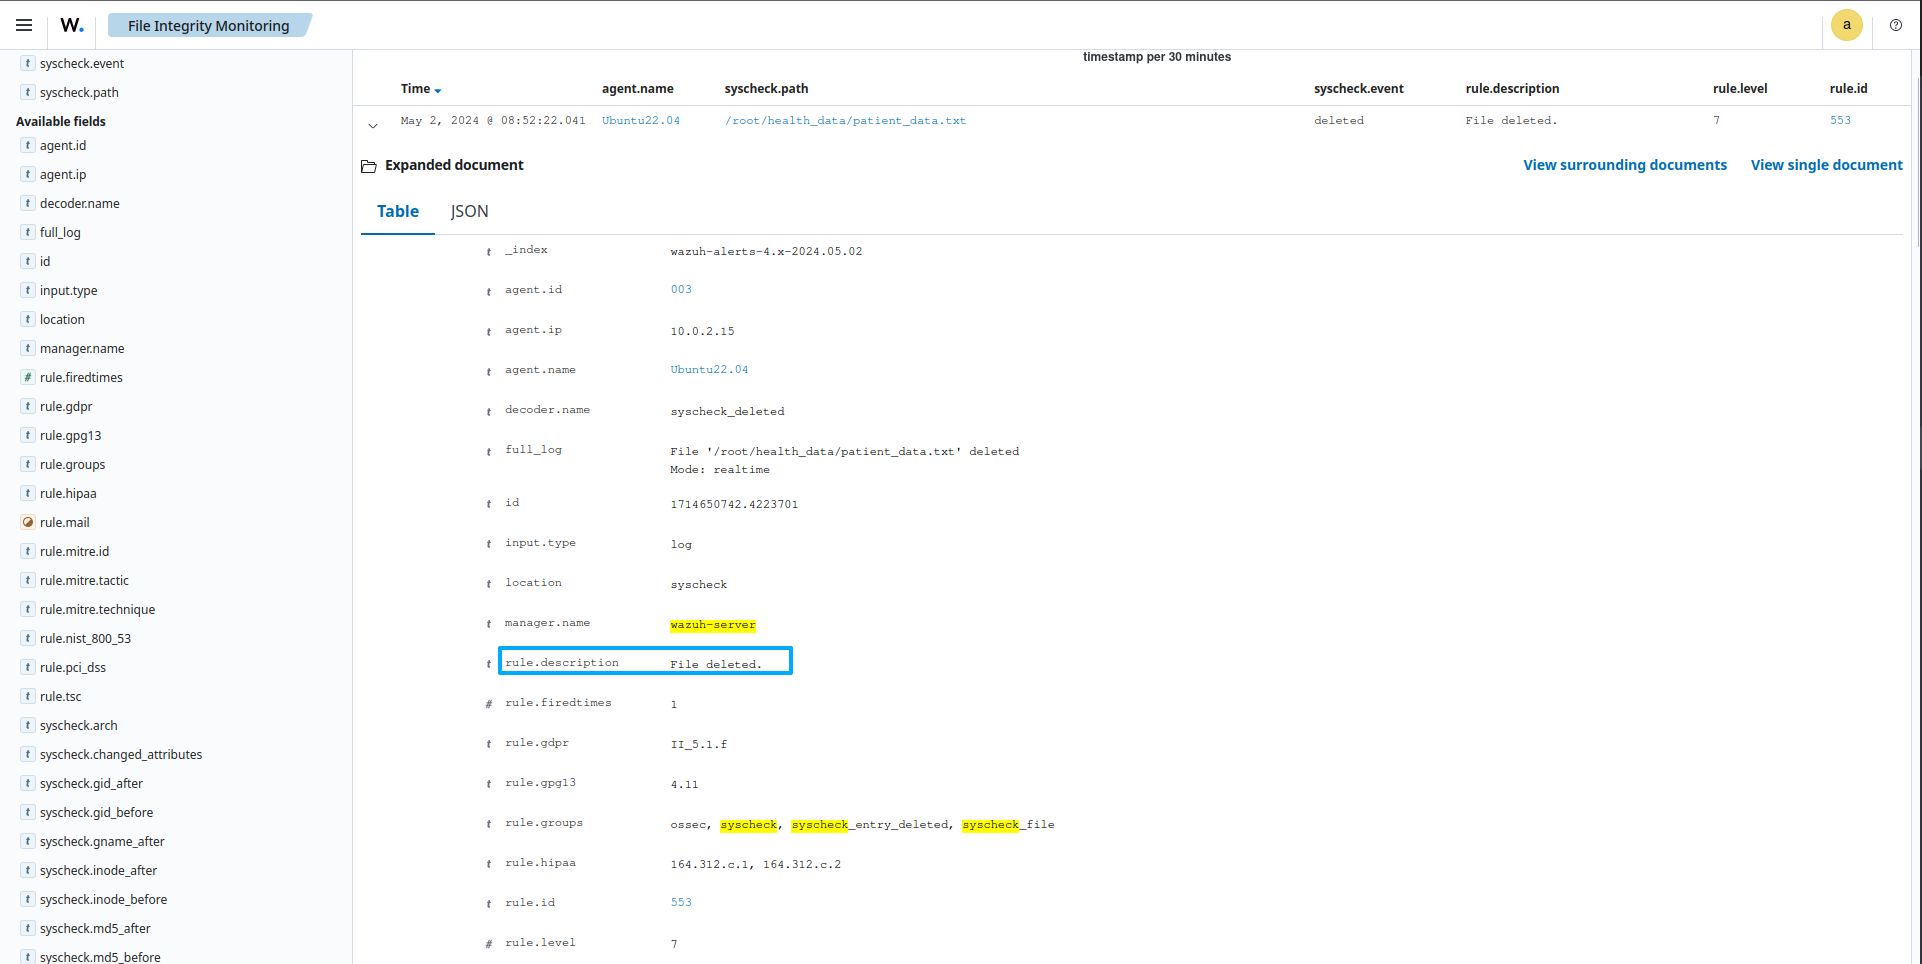 W.
File Integrity Monitoring
a
t syscheck.event
t syscheck.path
Available fields
t agent.id
t agent.ip
t decoder.name
t full_log
t id
t input.type
t location
t manager.name
# rule.firedtimes
t rule.gdpr
t rule.gpg13
t rule.groups
t rule.hipaa
rule.mail
t rule.mitre.id
t rule.mitre.tactic
t rule.mitre.technique
t rule.nist_800_53
t rule.pci_dss
t rule.tsc
t syscheck.arch
t syscheck.changed_attributes
t syscheck.gid_after
t syscheck.gid_before
t syscheck.gname_after
t syscheck.inode_after
t syscheck.inode_before
t syscheck.md5_after
t syscheck.md5_before
timestamp per 30 minutes
Time agent.name syscheck.path syscheck.event rule.description rule.level rule.id
May 2, 2024 @ 08:52:22.041 Ubuntu22.04 /root/health_data/patient_data.txt deleted File deleted. 7 553
Expanded document View surrounding documents View single document
Table JSON
t _index wazuh-alerts-4.x-2024.05.02
t agent.id 003
t agent.ip 10.0.2.15
t agent.name Ubuntu22.04
t decoder.name syscheck_deleted
t full_log File '/root/health_data/patient_data.txt' deleted
Mode: realtime
t id 1714650742.4223701
t input.type log
t location syscheck
t manager.name wazuh-server
t rule.description File deleted.
# rule.firedtimes 1
t rule.gdpr II_5.1.f
t rule.gpg13 4.11
t rule.groups ossec, syscheck, syscheck_entry_deleted, syscheck_file
t rule.hipaa 164.312.c.1, 164.312.c.2
t rule.id 553
# rule.level 7